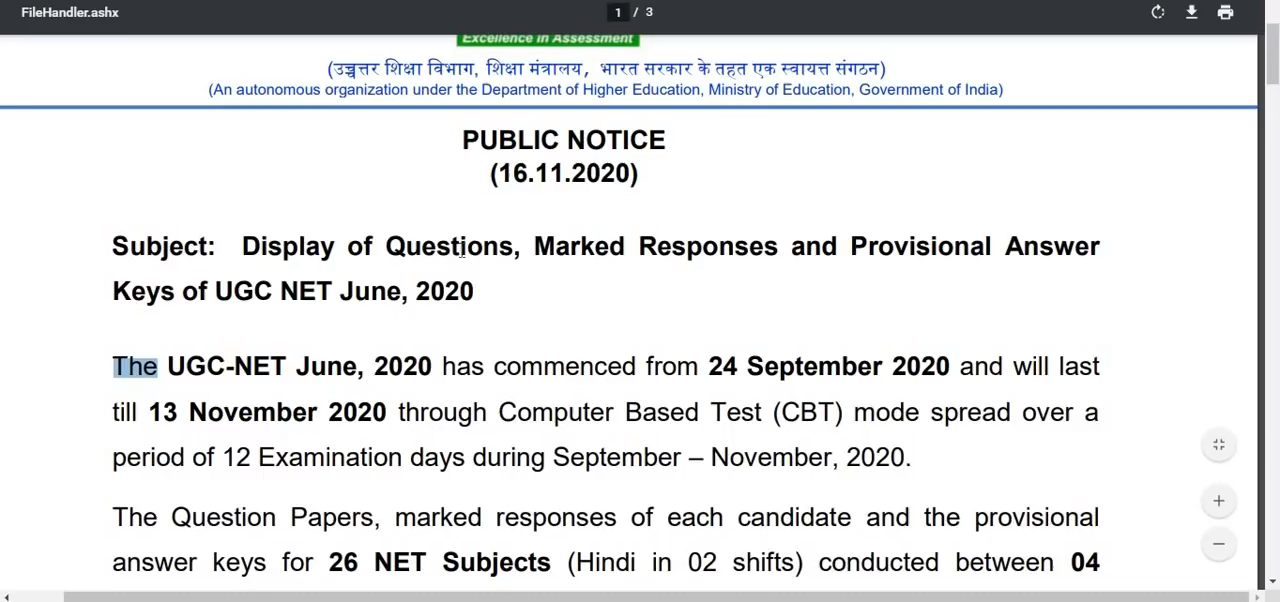 FileHandler.ashx
1 / 3
Excellence in Assessment
(उच्चतर शिक्षा विभाग, शिक्षा मंत्रालय, भारत सरकार के तहत एक स्वायत्त संगठन)
(An autonomous organization under the Department of Higher Education, Ministry of Education, Government of India)
PUBLIC NOTICE
(16.11.2020)
Subject: Display of Questions, Marked Responses and Provisional Answer
Keys of UGC NET June, 2020
The UGC-NET June, 2020 has commenced from 24 September 2020 and will last
till 13 November 2020 through Computer Based Test (CBT) mode spread over a
period of 12 Examination days during September – November, 2020.
The Question Papers, marked responses of each candidate and the provisional
answer keys for 26 NET Subjects (Hindi in 02 shifts) conducted between 04